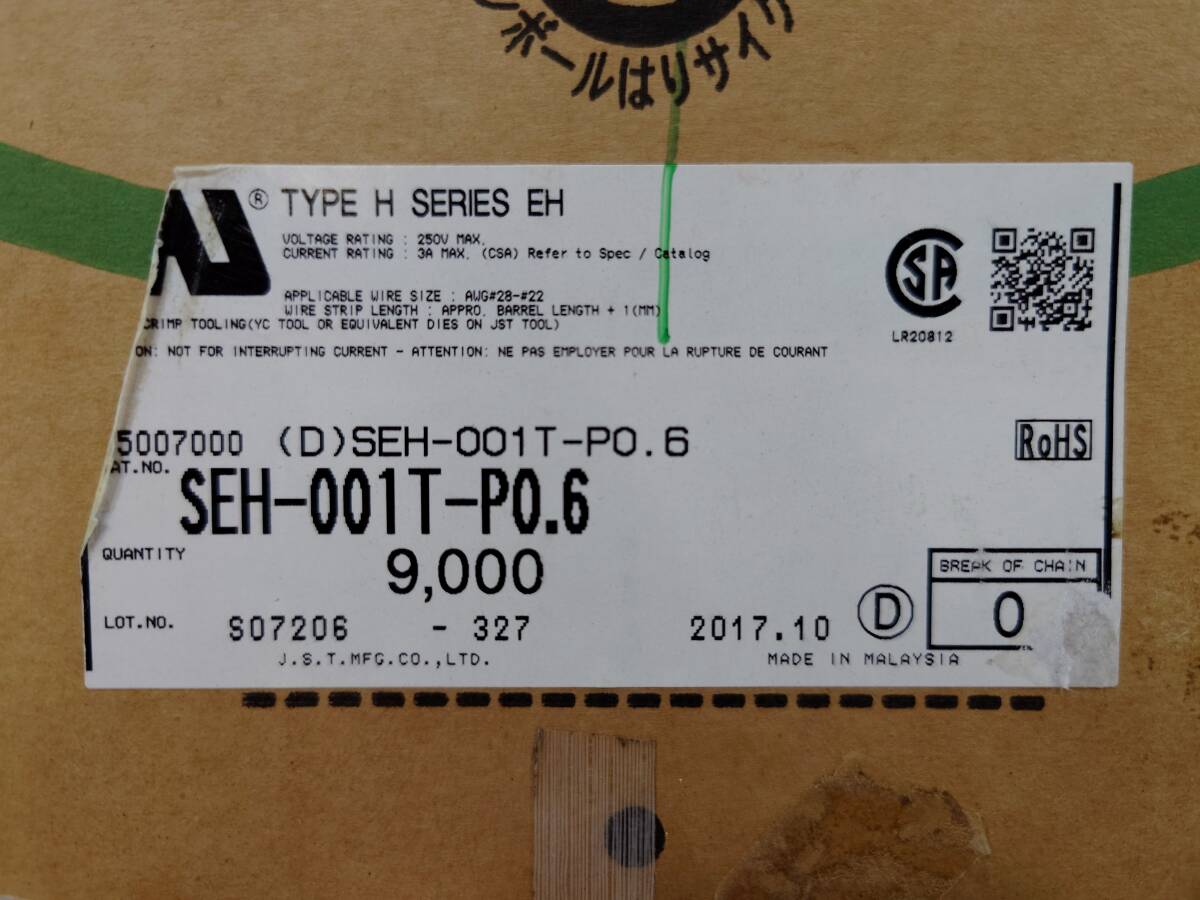 ボールはリサイク
® TYPE H SERIES EH
VOLTAGE RATING : 250V MAX.
CURRENT RATING : 3A MAX. (CSA) Refer to Spec / Catalog
APPLICABLE WIRE SIZE : AWG#28-#22
WIRE STRIP LENGTH : APPRO. BARREL LENGTH + 1(MM)
CRIMP TOOLING(YC TOOL OR EQUIVALENT DIES ON JST TOOL)
ON: NOT FOR INTERRUPTING CURRENT - ATTENTION: NE PAS EMPLOYER POUR LA RUPTURE DE COURANT
CSA
LR20812
5007000 (D)SEH-001T-P0.6
RoHS
AT.NO.
SEH-001T-P0.6
QUANTITY
9,000
BREAK OF CHAIN
0
LOT.NO. S07206 - 327 2017.10 D
J.S.T.MFG.CO.,LTD. MADE IN MALAYSIA